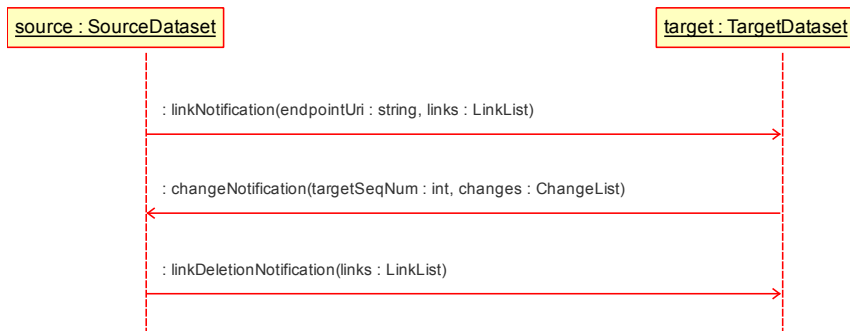 source : SourceDataset
target : TargetDataset
: linkNotification(endpointUri : string, links : LinkList)
: changeNotification(targetSeqNum : int, changes : ChangeList)
: linkDeletionNotification(links : LinkList)